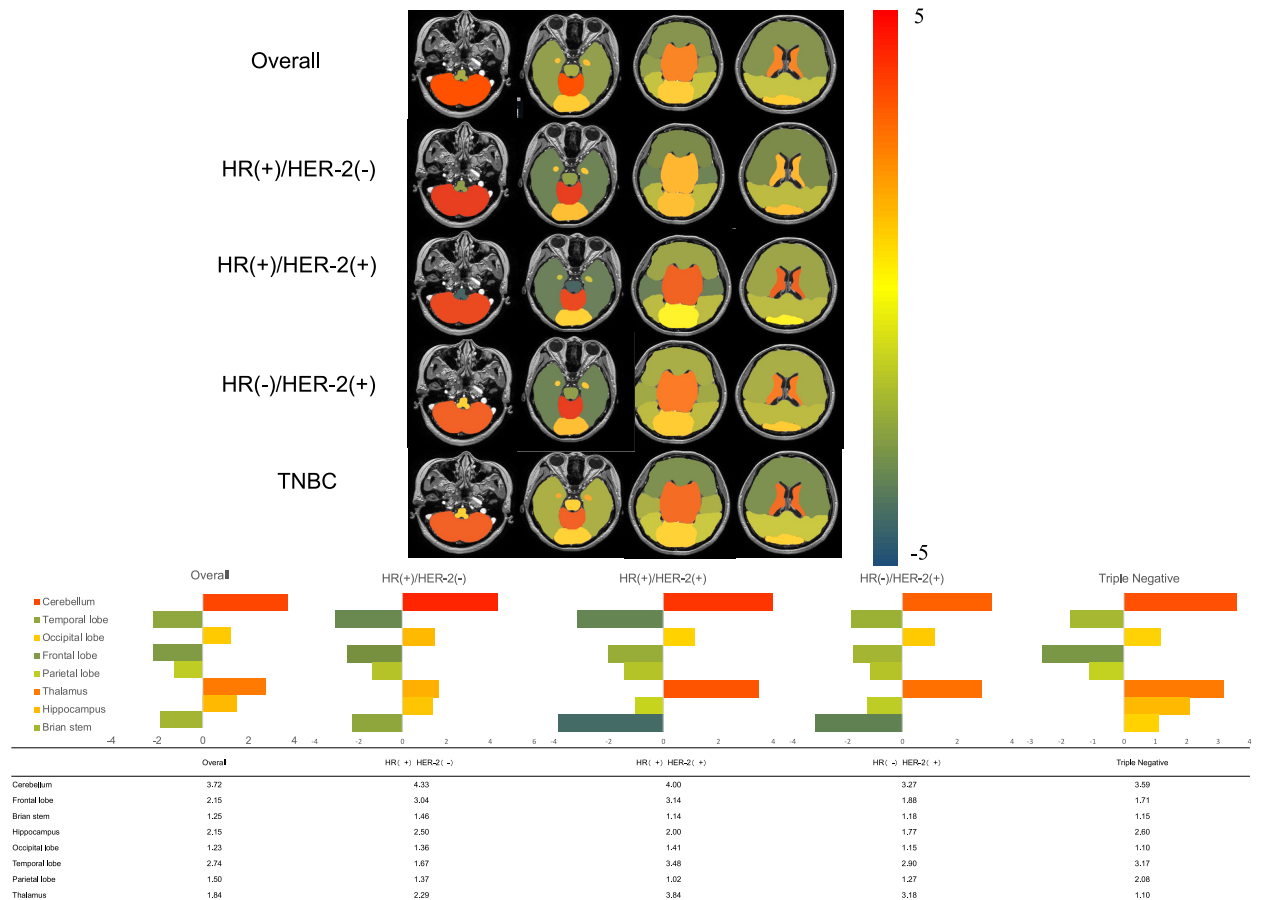 5
Overall
HR(+)/HER-2(-)
HR(+)/HER-2(+)
HR(-)/HER-2(+)
TNBC
-5
Overall
HR(+)/HER-2(-)
HR(+)/HER-2(+)
HR(-)/HER-2(+)
Triple Negative
Cerebellum
Temporal lobe
Occipital lobe
Frontal lobe
Parietal lobe
Thalamus
Hippocampus
Brian stem
-4 -2 0 2 4
-2 0 2 4
-4 -2 0 2 4
-4 -2 0 2 4
-3 -2 -1 0 1 2 3 4
Overall HR( +) HER-2( -) HR( +) HER-2( +) HR( -) HER-2( +) Triple Negative
Cerebellum 3.72 4.33 4.00 3.27 3.59
Frontal lobe 2.15 3.04 3.14 1.88 1.71
Brian stem 1.25 1.46 1.14 1.18 1.15
Hippocampus 2.15 2.50 2.00 1.77 2.60
Occipital lobe 1.23 1.36 1.41 1.15 1.10
Temporal lobe 2.74 1.67 3.48 2.90 3.17
Parietal lobe 1.50 1.37 1.02 1.27 2.08
Thalamus 1.84 2.29 3.84 3.18 1.10